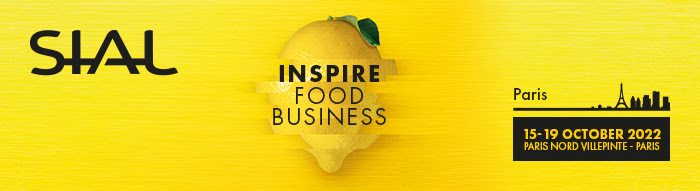 SIAL
INSPIRE
FOOD
BUSINESS
Paris
15-19 OCTOBER 2022
PARIS NORD VILLEPINTE - PARIS